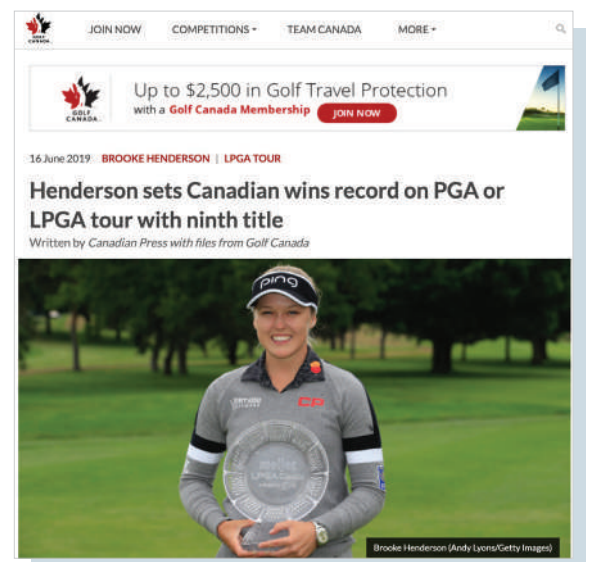 GOLF
CANADA
JOIN NOW COMPETITIONS TEAM CANADA MORE
GOLF
CANADA
Up to $2,500 in Golf Travel Protection
with a Golf Canada Membership JOIN NOW
16 June 2019 BROOKE HENDERSON | LPGA TOUR
Henderson sets Canadian wins record on PGA or
LPGA tour with ninth title
Written by Canadian Press with files from Golf Canada
PING
CP
meijer
LPGA Classic
Brooke Henderson (Andy Lyons/Getty Images)